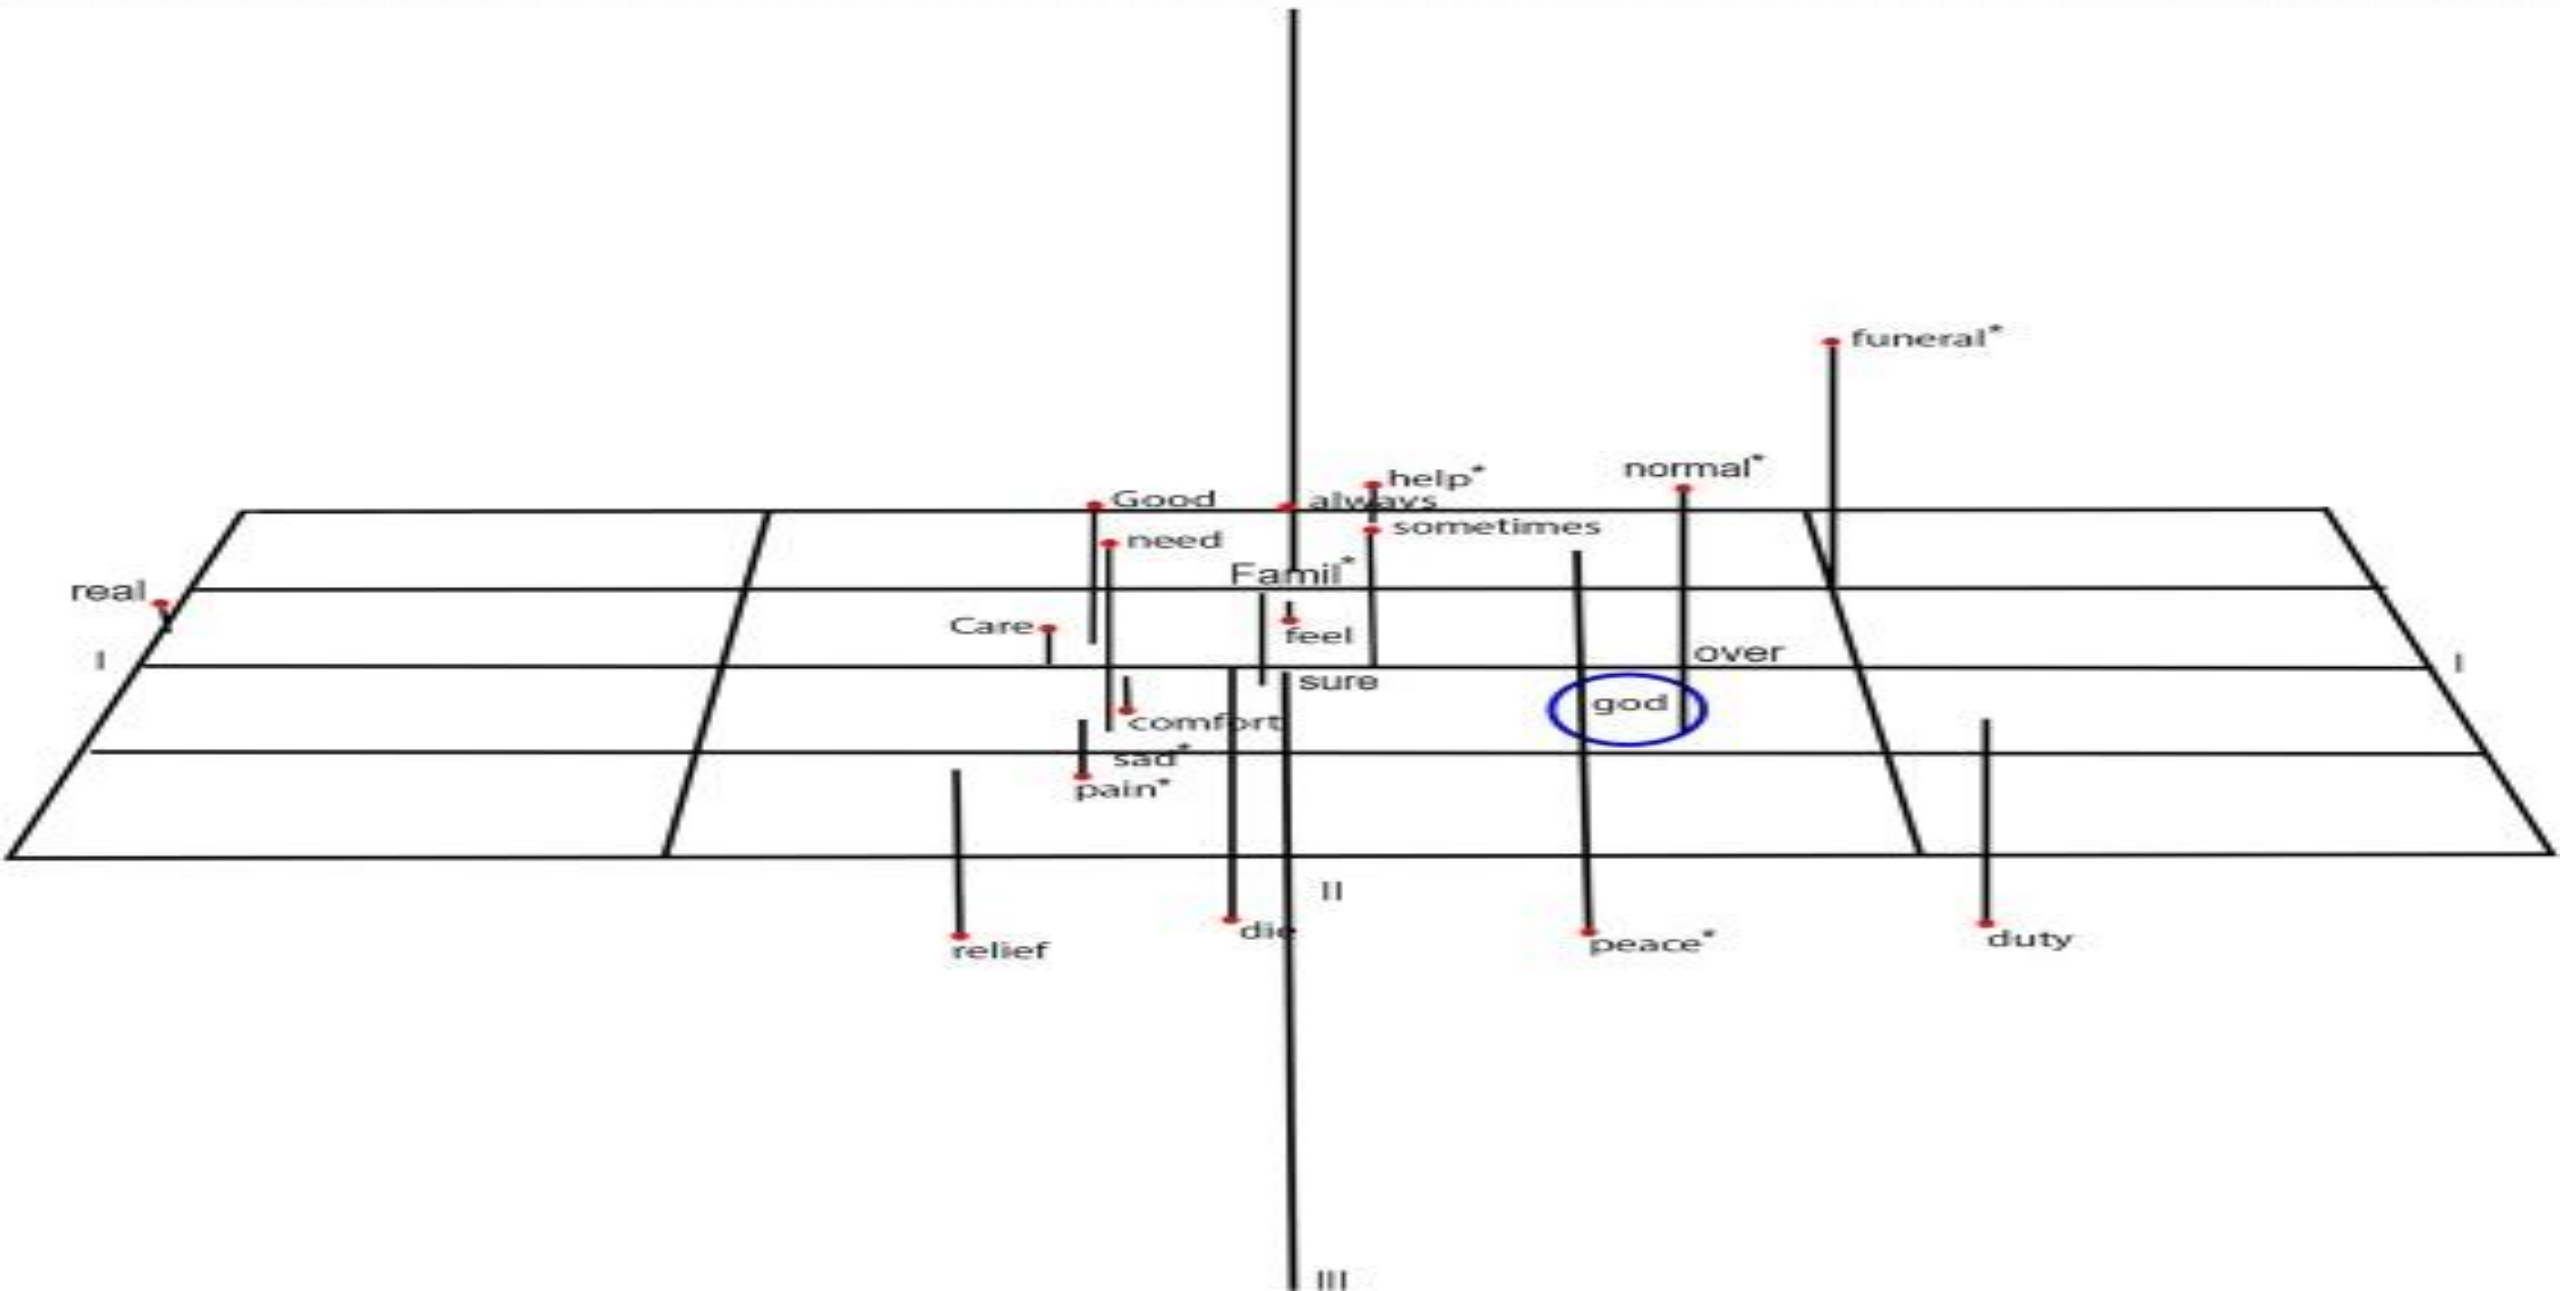 funeral*
normal*
help*
Good
always
sometimes
need
Famil*
real
Care
feel
over
I
I
sure
god
comfort
sad*
pain*
II
die
relief
peace*
duty
III